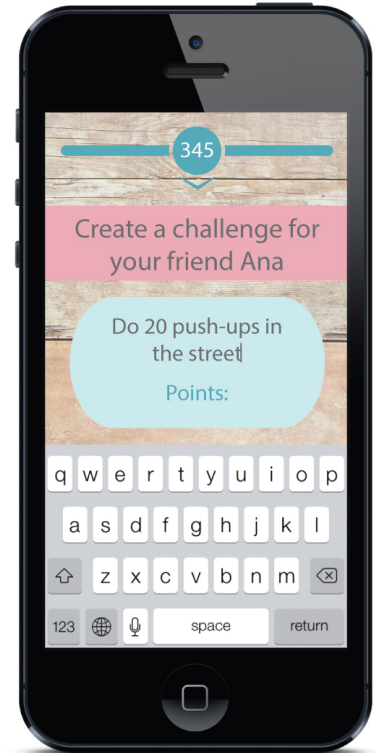 345
Create a challenge for
your friend Ana
Do 20 push-ups in
the street
Points:
q w e r t y u i o p
a s d f g h j k l
z x c v b n m
123 space return